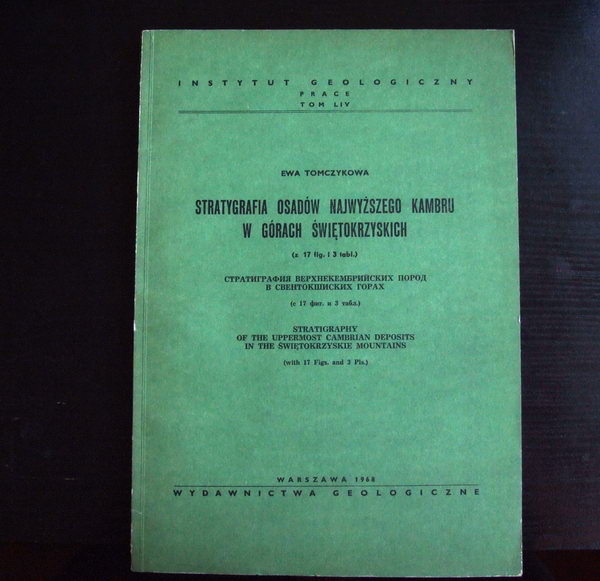 INSTYTUT GEOLOGICZNY
PRACE
TOM LIV
EWA TOMCZYKOWA
STRATYGRAFIA OSADÓW NAJWYŻSZEGO KAMBRU
W GÓRACH ŚWIĘTOKRZYSKICH
(z 17 fig. i 3 tabl.)
СТРАТИГРАФИЯ ВЕРХНЕКЕМБРИЙСКИХ ПОРОД
В СВЕНТОКШИСКИХ ГОРАХ
(с 17 фиг. и 3 табл.)
STRATIGRAPHY
OF THE UPPERMOST CAMBRIAN DEPOSITS
IN THE ŚWIĘTOKRZYSKIE MOUNTAINS
(with 17 Figs. and 3 Pls.)
WARSZAWA 1968
WYDAWNICTWA GEOLOGICZNE